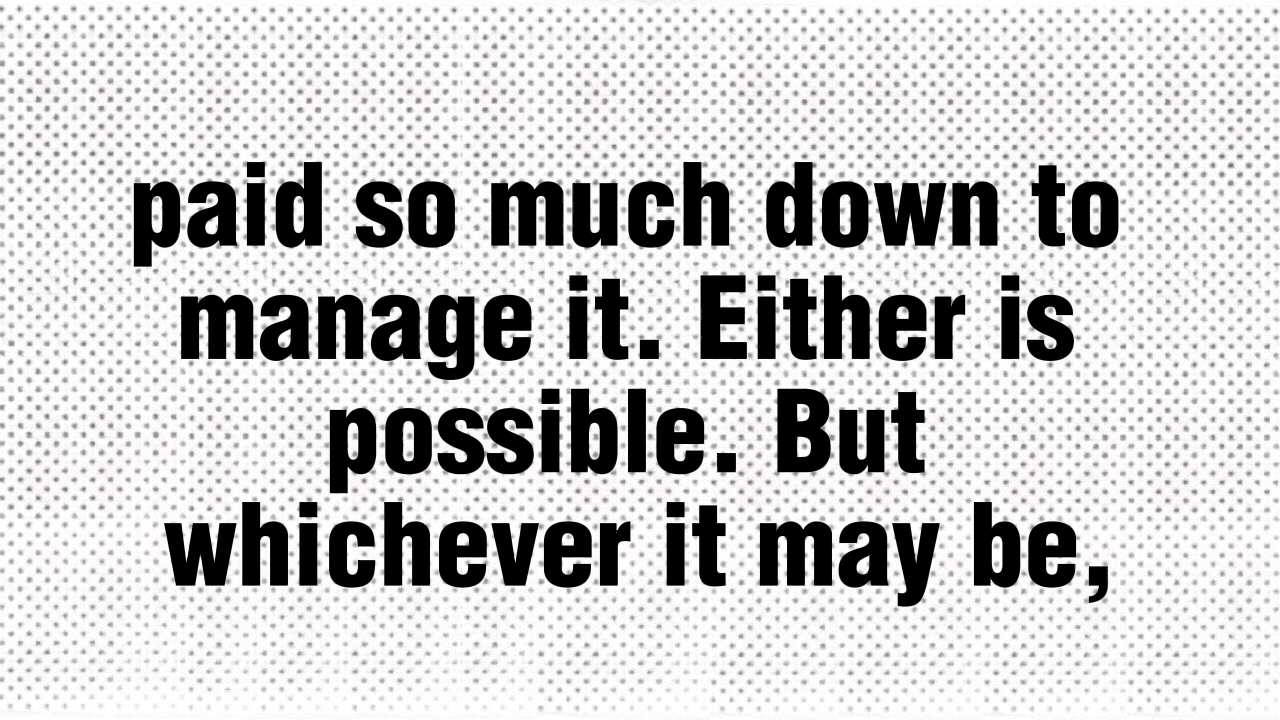 paid so much down to
manage it. Either is
possible. But
whichever it may be,